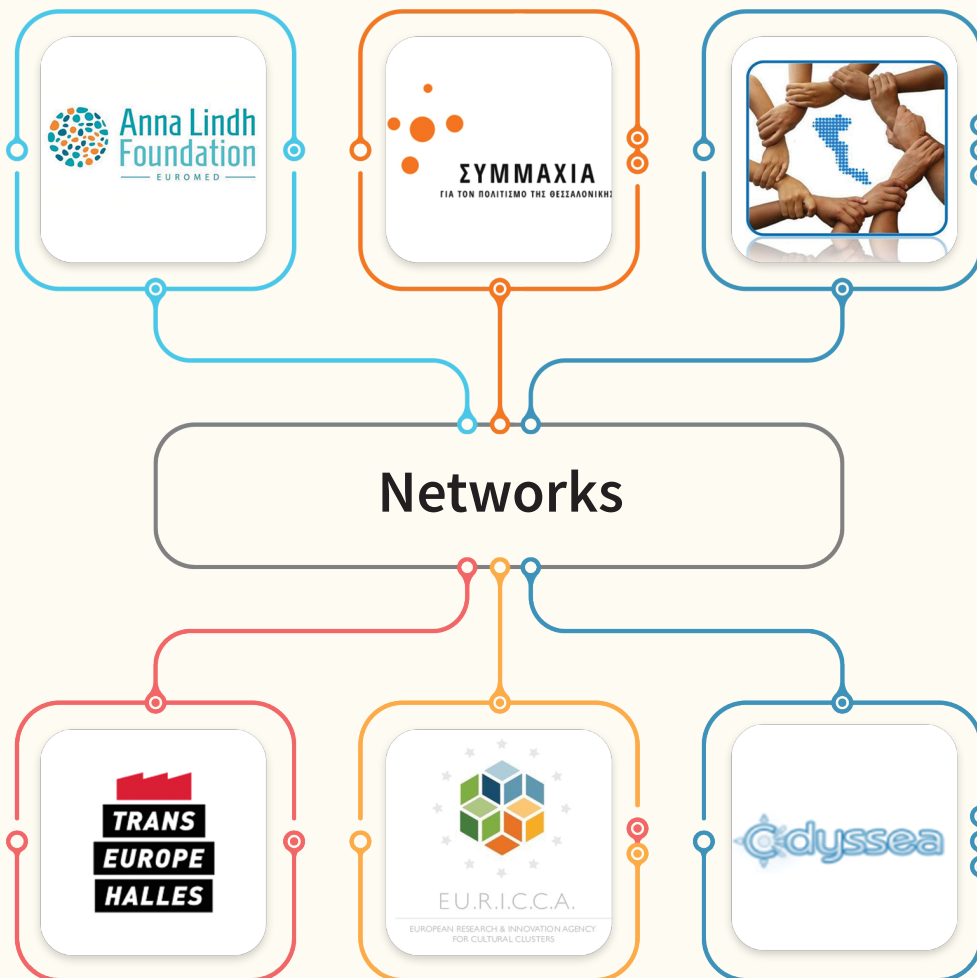 Anna Lindh
Foundation
EUROMED
ΣΥΜΜΑΧΙΑ
ΓΙΑ ΤΟΝ ΠΟΛΙΤΙΣΜΟ ΤΗΣ ΘΕΣΣΑΛΟΝΙΚΗΣ
Networks
TRANS
EUROPE
HALLES
E.U.R.I.C.C.A.
EUROPEAN RESEARCH & INNOVATION AGENCY
FOR CULTURAL CLUSTERS
Odyssea